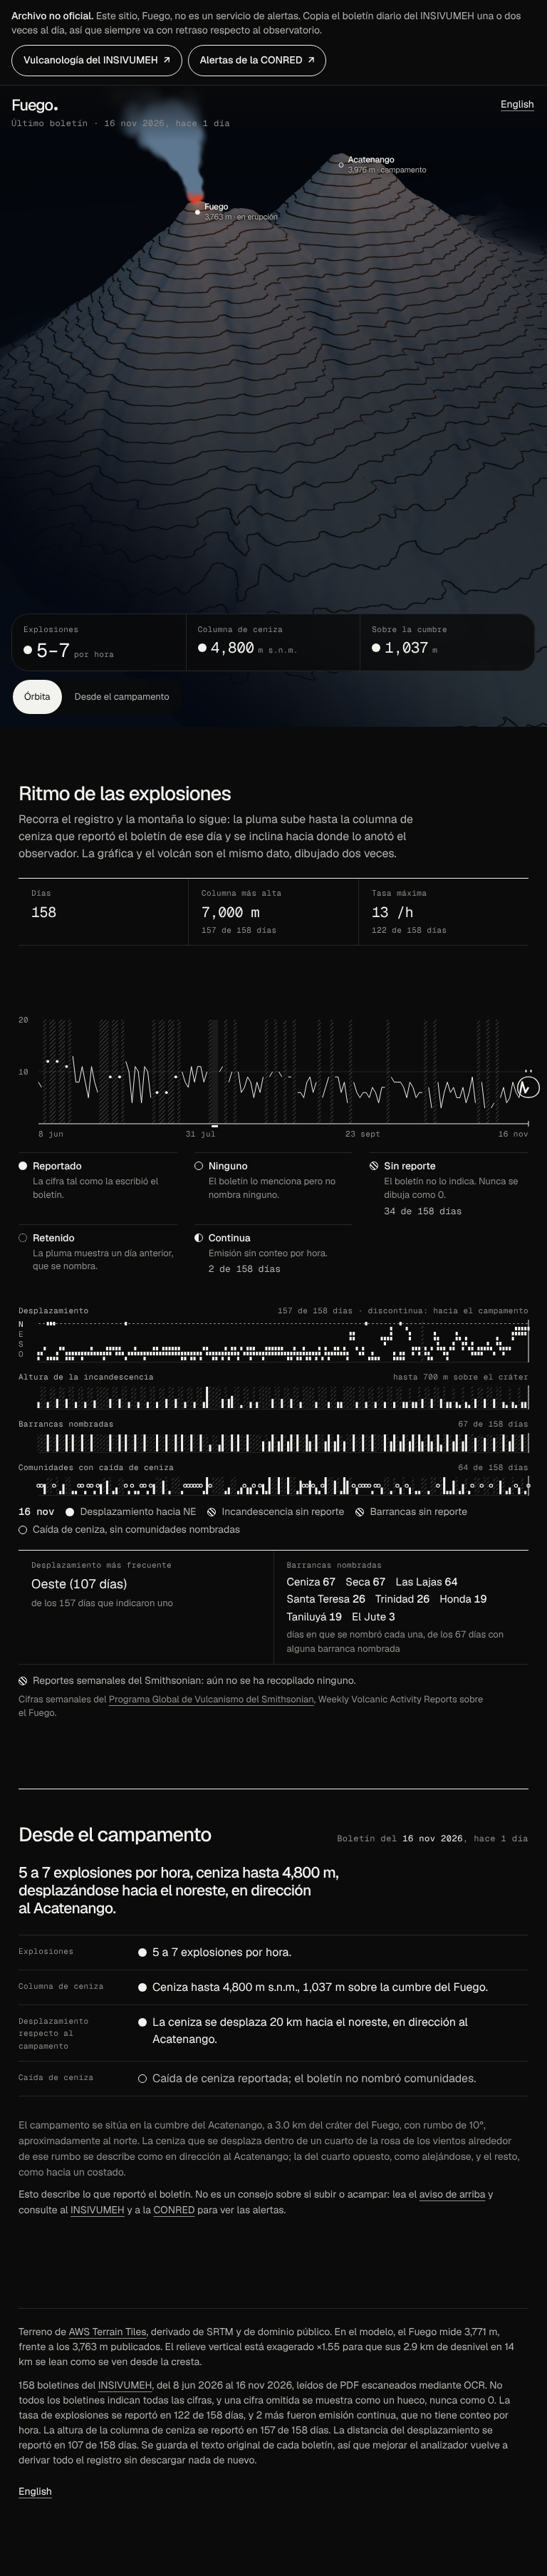 Archivo no oficial. Este sitio, Fuego, no es un servicio de alertas. Copia el boletín diario del INSIVUMEH una o dos
veces al día, así que siempre va con retraso respecto al observatorio.
Vulcanología del INSIVUMEH ↗ Alertas de la CONRED ↗
Fuego. English
Último boletín · 16 nov 2026, hace 1 día
Acatenango
3,976 m · campamento
Fuego
3,763 m · en erupción
Explosiones Columna de ceniza Sobre la cumbre
5–7 por hora 4,800 m s.n.m. 1,037 m
Órbita Desde el campamento
Ritmo de las explosiones
Recorra el registro y la montaña lo sigue: la pluma sube hasta la columna de
ceniza que reportó el boletín de ese día y se inclina hacia donde lo anotó el
observador. La gráfica y el volcán son el mismo dato, dibujado dos veces.
Días Columna más alta Tasa máxima
158 7,000 m 13 /h
157 de 158 días 122 de 158 días
20
10
8 jun 31 jul 23 sept 16 nov
Reportado Ninguno Sin reporte
La cifra tal como la escribió el El boletín lo menciona pero no El boletín no lo indica. Nunca se
boletín. nombra ninguno. dibuja como 0.
34 de 158 días
Retenido Continua
La pluma muestra un día anterior, Emisión sin conteo por hora.
que se nombra. 2 de 158 días
Desplazamiento 157 de 158 días · discontinua: hacia el campamento
N
E
S
O
Altura de la incandescencia hasta 700 m sobre el cráter
Barrancas nombradas 67 de 158 días
Comunidades con caída de ceniza 64 de 158 días
16 nov Desplazamiento hacia NE Incandescencia sin reporte Barrancas sin reporte
Caída de ceniza, sin comunidades nombradas
Desplazamiento más frecuente Barrancas nombradas
Oeste (107 días) Ceniza 67 Seca 67 Las Lajas 64
de los 157 días que indicaron uno Santa Teresa 26 Trinidad 26 Honda 19
Taniluyá 19 El Jute 3
días en que se nombró cada una, de los 67 días con
alguna barranca nombrada
Reportes semanales del Smithsonian: aún no se ha recopilado ninguno.
Cifras semanales del Programa Global de Vulcanismo del Smithsonian, Weekly Volcanic Activity Reports sobre
el Fuego.
Desde el campamento Boletín del 16 nov 2026, hace 1 día
5 a 7 explosiones por hora, ceniza hasta 4,800 m,
desplazándose hacia el noreste, en dirección
al Acatenango.
Explosiones 5 a 7 explosiones por hora.
Columna de ceniza Ceniza hasta 4,800 m s.n.m., 1,037 m sobre la cumbre del Fuego.
Desplazamiento La ceniza se desplaza 20 km hacia el noreste, en dirección al
respecto al Acatenango.
campamento
Caída de ceniza Caída de ceniza reportada; el boletín no nombró comunidades.
El campamento se sitúa en la cumbre del Acatenango, a 3.0 km del cráter del Fuego, con rumbo de 10°,
aproximadamente al norte. La ceniza que se desplaza dentro de un cuarto de la rosa de los vientos alrededor
de ese rumbo se describe como en dirección al Acatenango; la del cuarto opuesto, como alejándose, y el resto,
como hacia un costado.
Esto describe lo que reportó el boletín. No es un consejo sobre si subir o acampar: lea el aviso de arriba y
consulte al INSIVUMEH y a la CONRED para ver las alertas.
Terreno de AWS Terrain Tiles, derivado de SRTM y de dominio público. En el modelo, el Fuego mide 3,771 m,
frente a los 3,763 m publicados. El relieve vertical está exagerado ×1.55 para que sus 2.9 km de desnivel en 14
km se lean como se ven desde la cresta.
158 boletines del INSIVUMEH, del 8 jun 2026 al 16 nov 2026, leídos de PDF escaneados mediante OCR. No
todos los boletines indican todas las cifras, y una cifra omitida se muestra como un hueco, nunca como 0. La
tasa de explosiones se reportó en 122 de 158 días, y 2 más fueron emisión continua, que no tiene conteo por
hora. La altura de la columna de ceniza se reportó en 157 de 158 días. La distancia del desplazamiento se
reportó en 107 de 158 días. Se guarda el texto original de cada boletín, así que mejorar el analizador vuelve a
derivar todo el registro sin descargar nada de nuevo.
English